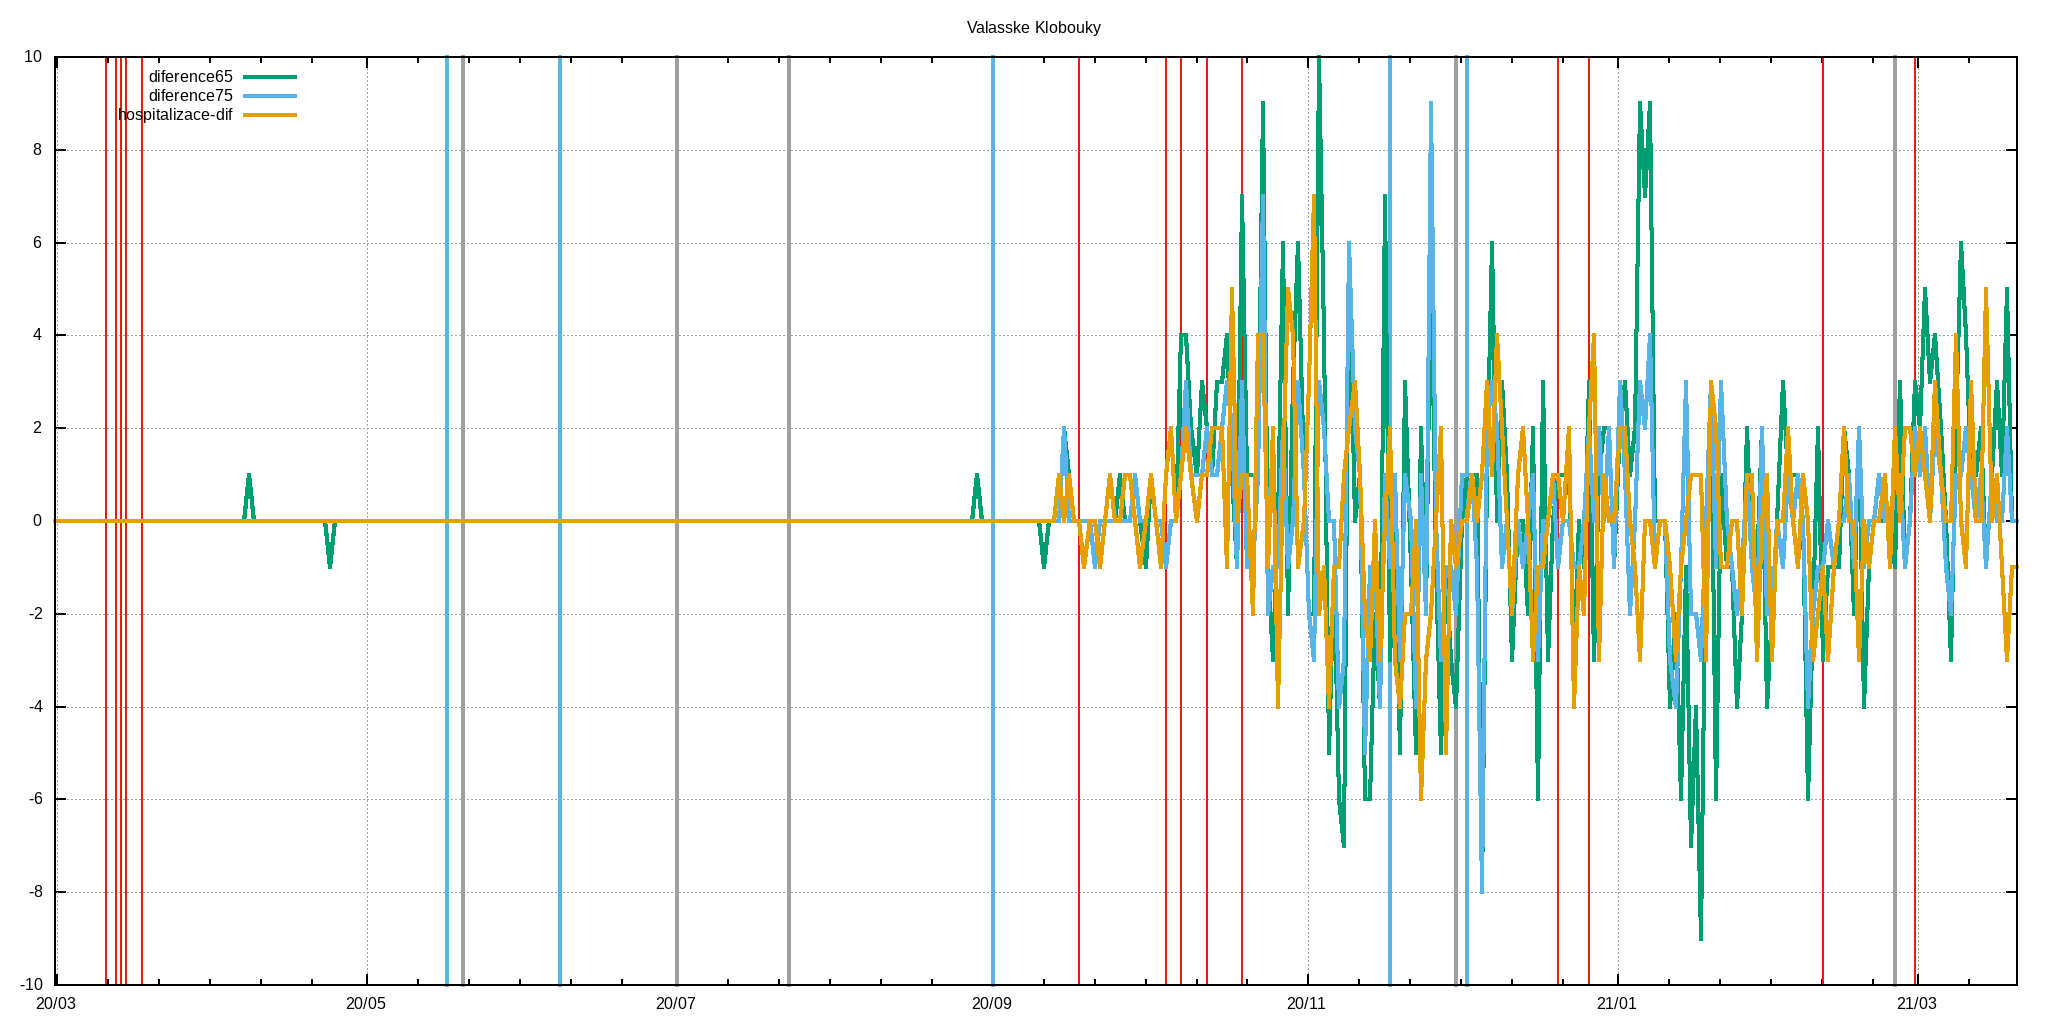 Valasske Klobouky
diference65
diference75
hospitalizace-dif
10
8
6
4
2
0
-2
-4
-6
-8
-10
20/03 20/05 20/07 20/09 20/11 21/01 21/03